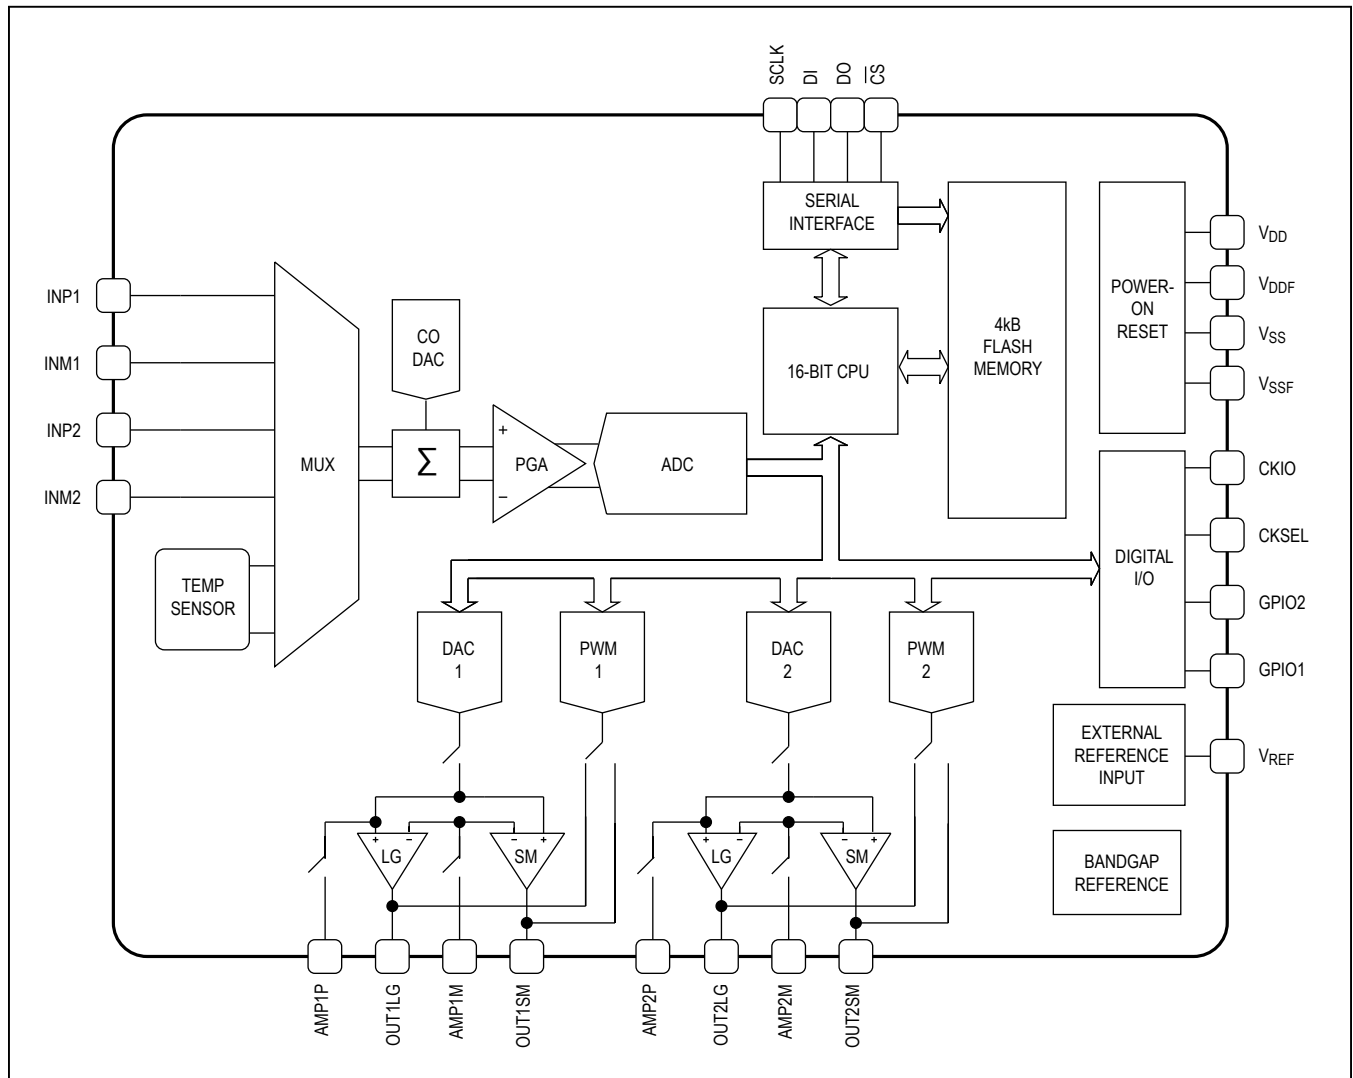 SCLK
DI
DO
CS
SERIAL
INTERFACE
4kB
FLASH
MEMORY
POWER-
ON
RESET
VDD
VDDF
VSS
VSSF
INP1
INM1
INP2
INM2
MUX
TEMP
SENSOR
CO
DAC
Σ
+
−
PGA
ADC
16-BIT CPU
DIGITAL
I/O
CKIO
CKSEL
GPIO2
GPIO1
DAC
1
PWM
1
DAC
2
PWM
2
EXTERNAL
REFERENCE
INPUT
VREF
BANDGAP
REFERENCE
+ −
LG
− +
SM
+ −
LG
− +
SM
AMP1P
OUT1LG
AMP1M
OUT1SM
AMP2P
OUT2LG
AMP2M
OUT2SM